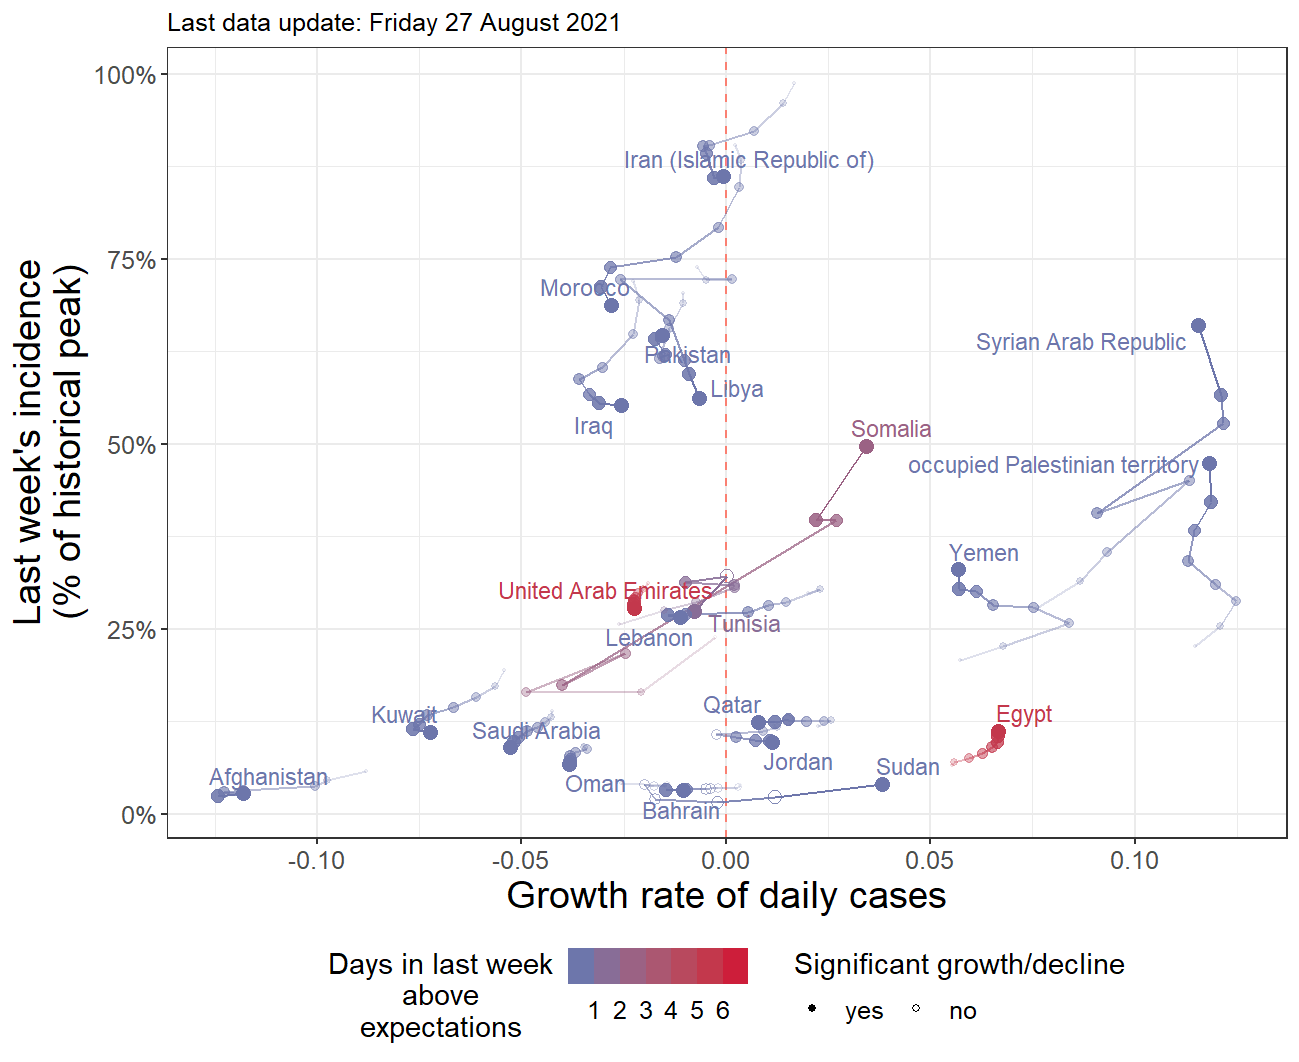 Last data update: Friday 27 August 2021
Last week's incidence
(% of historical peak)
100%
75%
50%
25%
0%
Iran (Islamic Republic of)
Morocco
Syrian Arab Republic
Pakistan
Libya
Iraq
Somalia
occupied Palestinian territory
Yemen
United Arab Emirates
Tunisia
Lebanon
Qatar
Kuwait
Egypt
Saudi Arabia
Jordan
Sudan
Afghanistan
Oman
Bahrain
-0.10
-0.05
0.00
0.05
0.10
Growth rate of daily cases
Days in last week
above
expectations
1 2 3 4 5 6
Significant growth/decline
yes
no